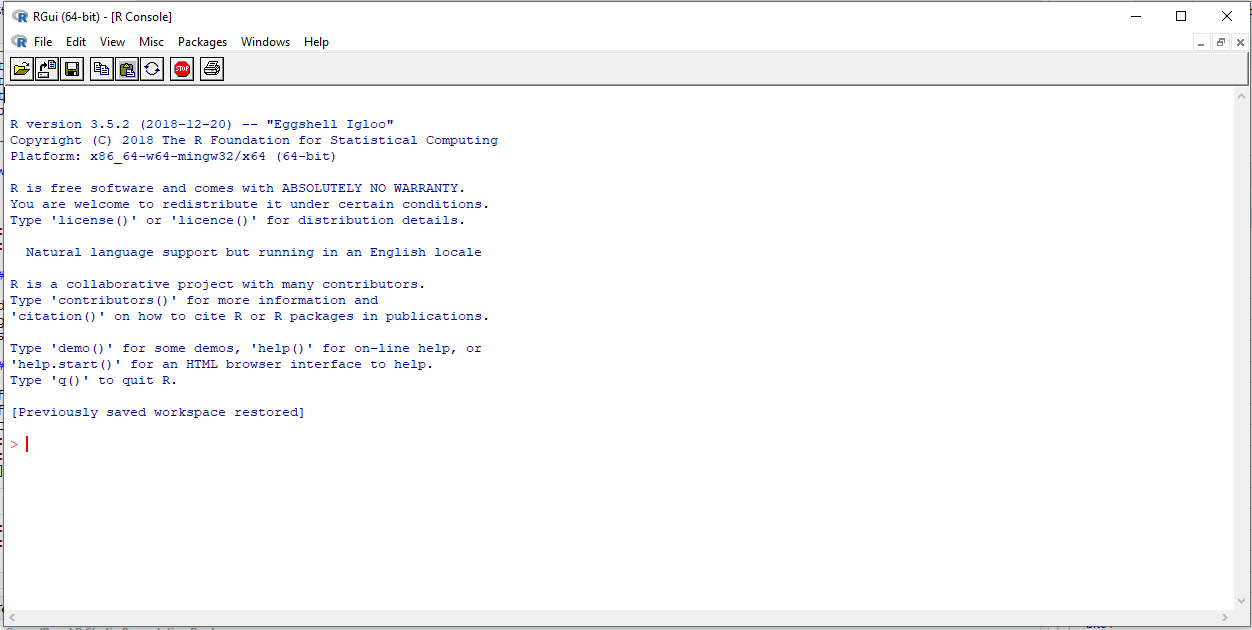 RGui (64-bit) - [R Console]
File Edit View Misc Packages Windows Help
STOP
R version 3.5.2 (2018-12-20) -- "Eggshell Igloo"
Copyright (C) 2018 The R Foundation for Statistical Computing
Platform: x86_64-w64-mingw32/x64 (64-bit)
R is free software and comes with ABSOLUTELY NO WARRANTY.
You are welcome to redistribute it under certain conditions.
Type 'license()' or 'licence()' for distribution details.
Natural language support but running in an English locale
R is a collaborative project with many contributors.
Type 'contributors()' for more information and
'citation()' on how to cite R or R packages in publications.
Type 'demo()' for some demos, 'help()' for on-line help, or
'help.start()' for an HTML browser interface to help.
Type 'q()' to quit R.
[Previously saved workspace restored]
>